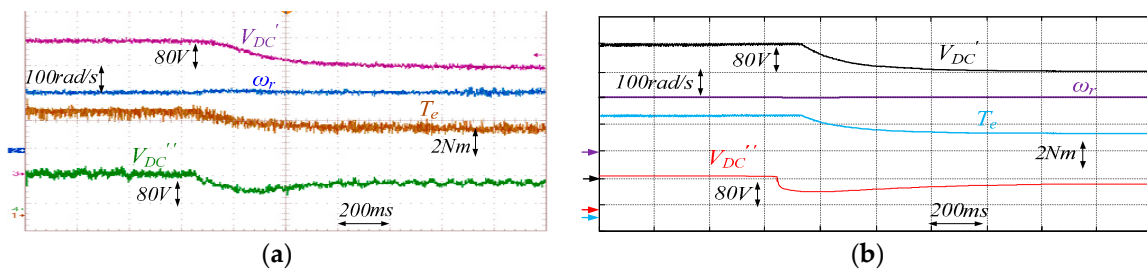 V_DC'
80V
100rad/s
ω_r
T_e
2Nm
V_DC''
80V
200ms
(a)
V_DC'
80V
100rad/s
ω_r
T_e
2Nm
V_DC''
80V
200ms
(b)